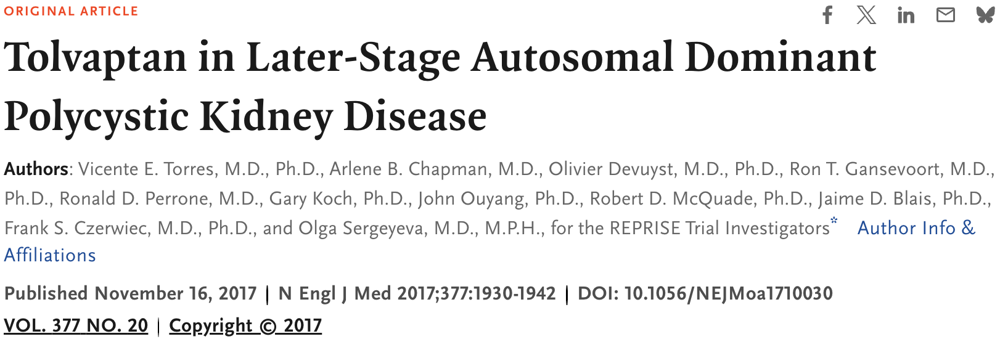 ORIGINAL ARTICLE
Tolvaptan in Later-Stage Autosomal Dominant
Polycystic Kidney Disease
Authors: Vicente E. Torres, M.D., Ph.D., Arlene B. Chapman, M.D., Olivier Devuyst, M.D., Ph.D., Ron T. Gansevoort, M.D.,
Ph.D., Ronald D. Perrone, M.D., Gary Koch, Ph.D., John Ouyang, Ph.D., Robert D. McQuade, Ph.D., Jaime D. Blais, Ph.D.,
Frank S. Czerwiec, M.D., Ph.D., and Olga Sergeyeva, M.D., M.P.H., for the REPRISE Trial Investigators* Author Info &
Affiliations
Published November 16, 2017 | N Engl J Med 2017;377:1930-1942 | DOI: 10.1056/NEJMoa1710030
VOL. 377 NO. 20 | Copyright © 2017